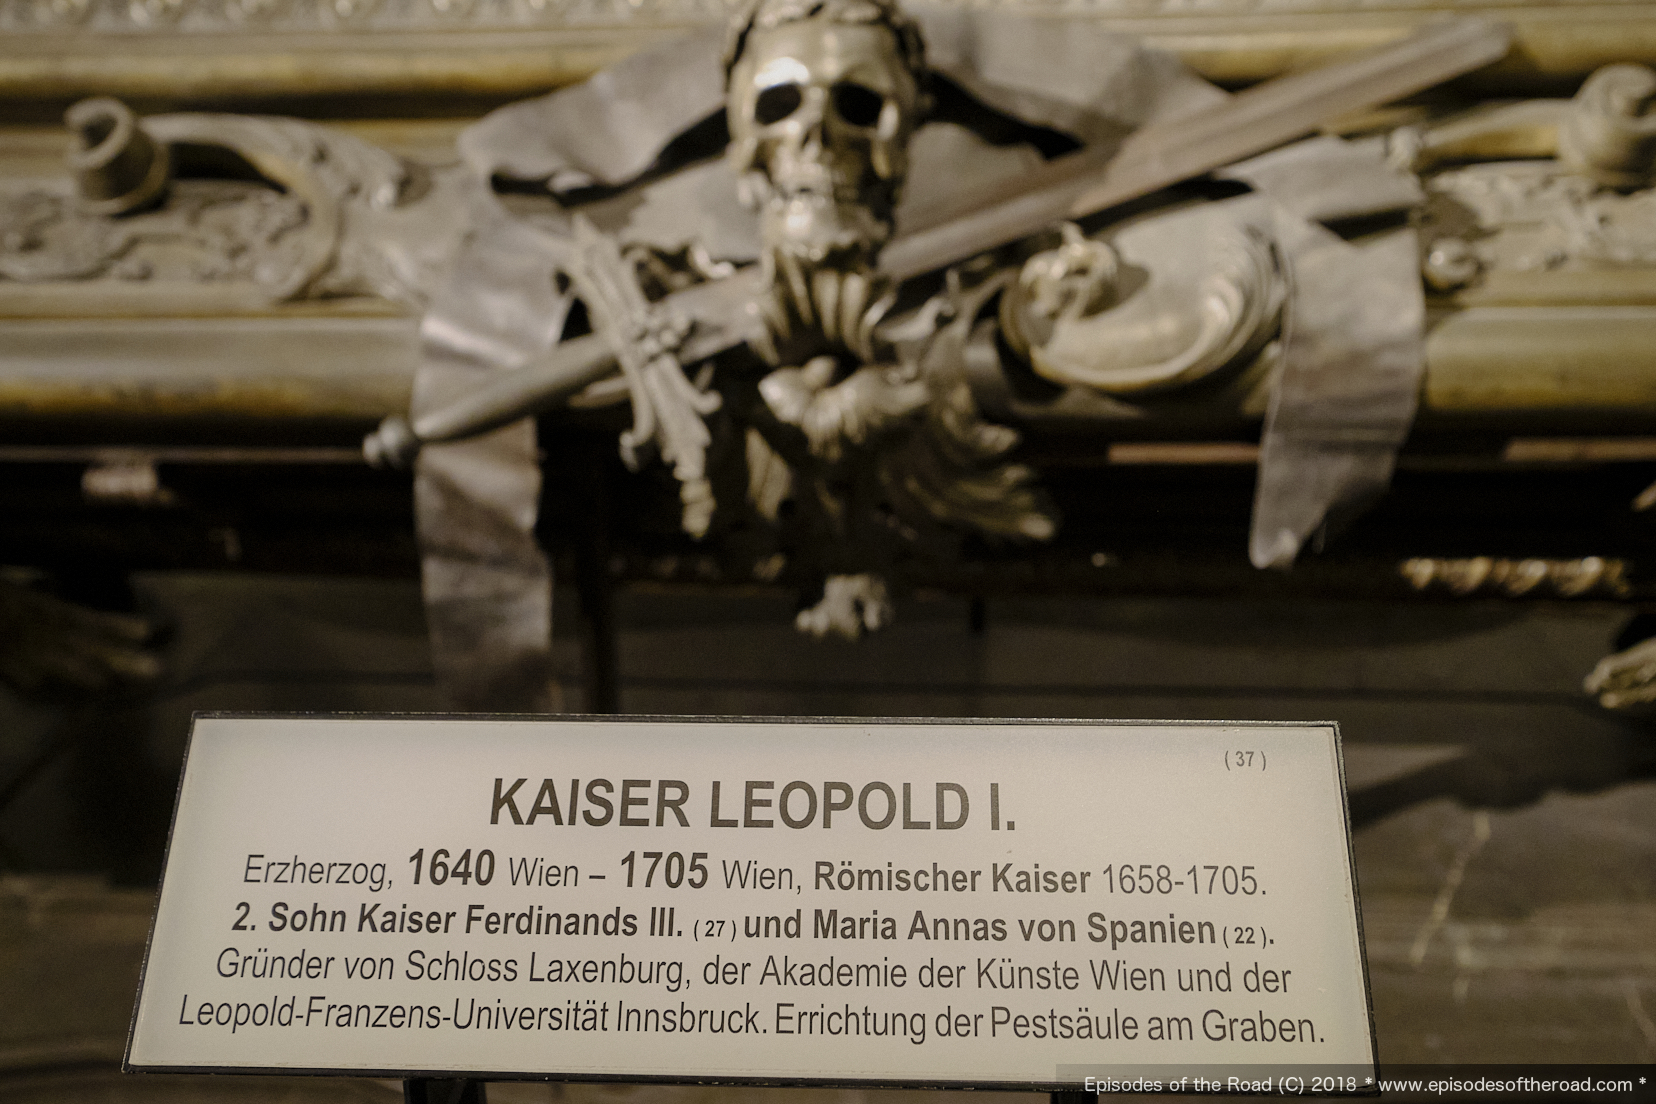 ( 37 )
KAISER LEOPOLD I.
Erzherzog, 1640 Wien – 1705 Wien, Römischer Kaiser 1658-1705.
2. Sohn Kaiser Ferdinands III. ( 27 ) und Maria Annas von Spanien ( 22 ).
Gründer von Schloss Laxenburg, der Akademie der Künste Wien und der
Leopold-Franzens-Universität Innsbruck. Errichtung der Pestsäule am Graben.
Episodes of the Road (C) 2018 * www.episodesoftheroad.com *